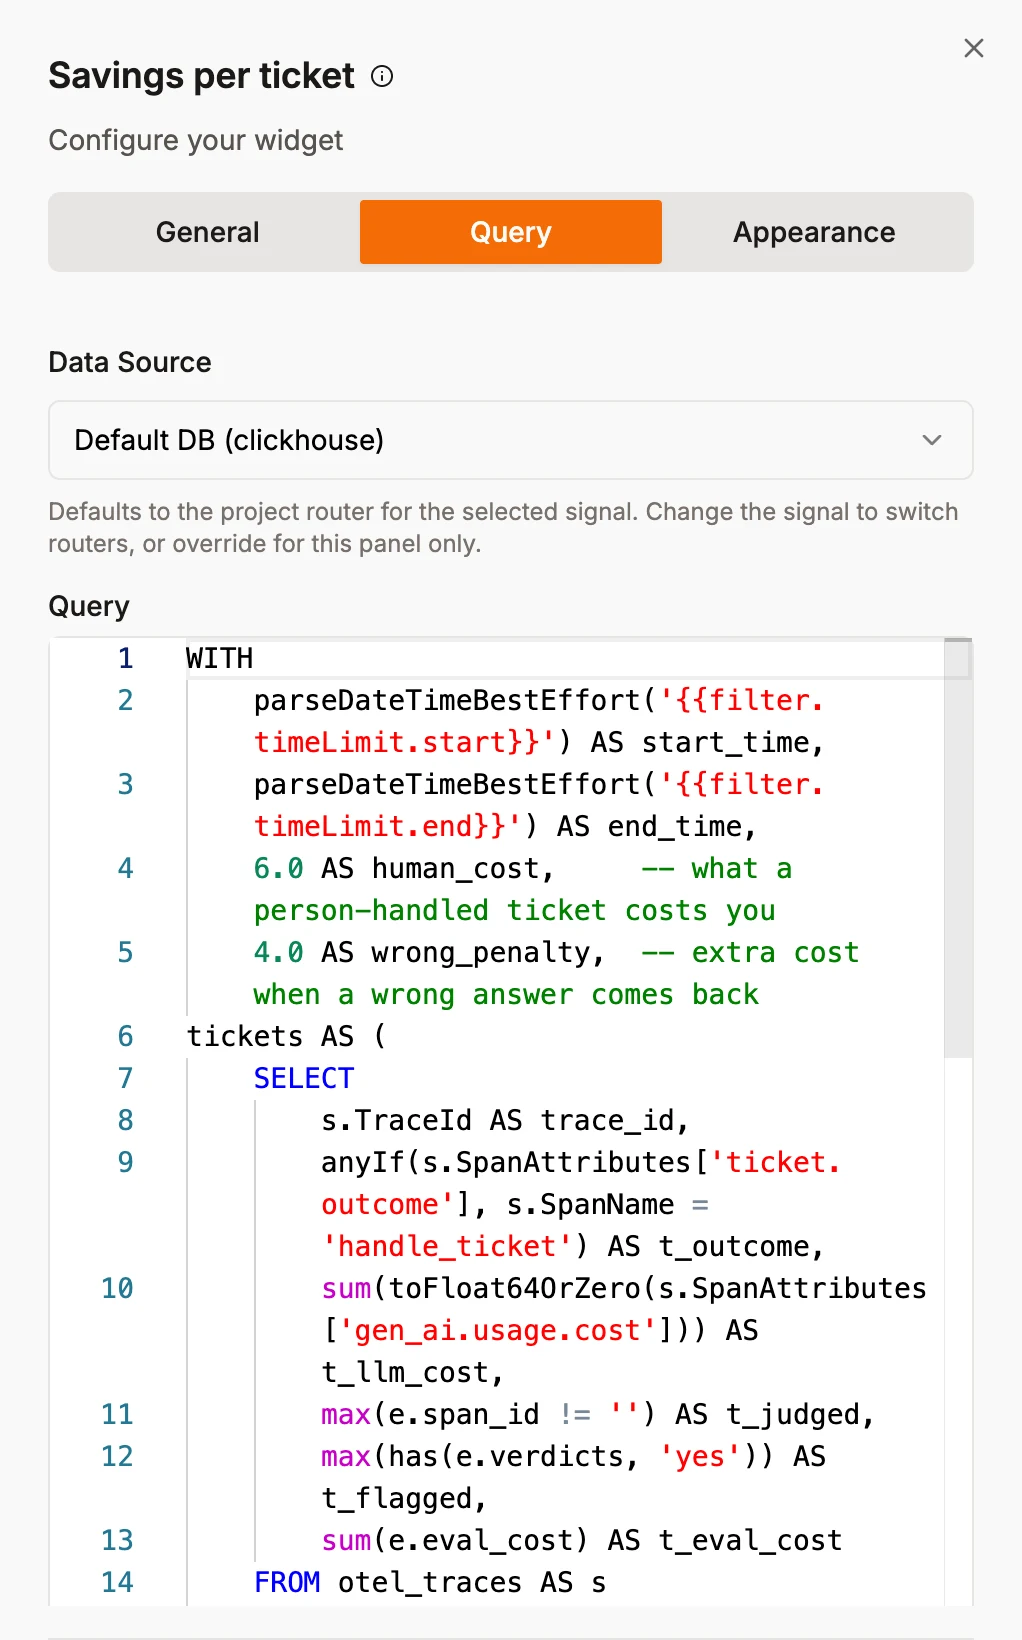 Savings per ticket
Configure your widget
General
Query
Appearance
Data Source
Default DB (clickhouse)
Defaults to the project router for the selected signal. Change the signal to switch
routers, or override for this panel only.
Query
1 WITH
2 parseDateTimeBestEffort('{{filter.
timeLimit.start}}') AS start_time,
3 parseDateTimeBestEffort('{{filter.
timeLimit.end}}') AS end_time,
4 6.0 AS human_cost, -- what a
person-handled ticket costs you
5 4.0 AS wrong_penalty, -- extra cost
when a wrong answer comes back
6 tickets AS (
7 SELECT
8 s.TraceId AS trace_id,
9 anyIf(s.SpanAttributes['ticket.
outcome'], s.SpanName =
'handle_ticket') AS t_outcome,
10 sum(toFloat64OrZero(s.SpanAttributes
['gen_ai.usage.cost'])) AS
t_llm_cost,
11 max(e.span_id != '') AS t_judged,
12 max(has(e.verdicts, 'yes')) AS
t_flagged,
13 sum(e.eval_cost) AS t_eval_cost
14 FROM otel_traces AS s